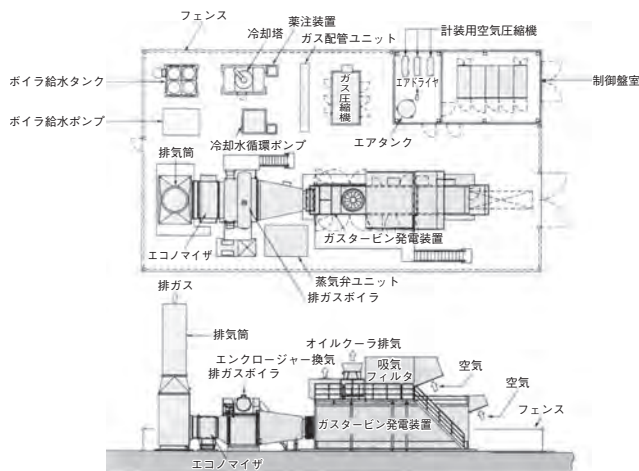 フェンス
冷却塔
薬注装置
ガス配管ユニット
計装用空気圧縮機
ボイラ給水タンク
ガス圧縮機
エアドライヤ
制御盤室
ボイラ給水ポンプ
冷却水循環ポンプ
エアタンク
排気筒
ガスタービン発電装置
エコノマイザ
蒸気弁ユニット
排ガスボイラ
排ガス
排気筒
オイルクーラ排気
エンクロージャー換気
排ガスボイラ
吸気
フィルタ
空気
空気
フェンス
ガスタービン発電装置
エコノマイザ